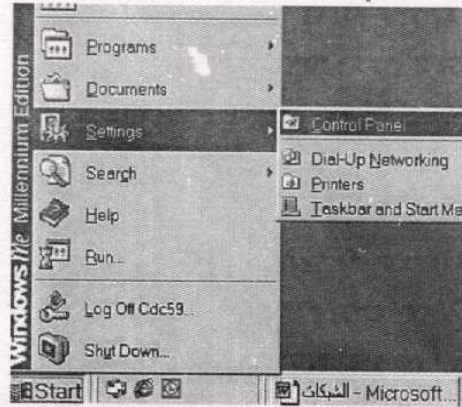 Programs
Documents
Settings
Search
Help
Run...
Log Off Cdc59...
Shut Down...
Control Panel
Dial-Up Networking
Printers
Taskbar and Start Me
Windows Me Millennium Edition
Start
الشبكات - Microsoft...